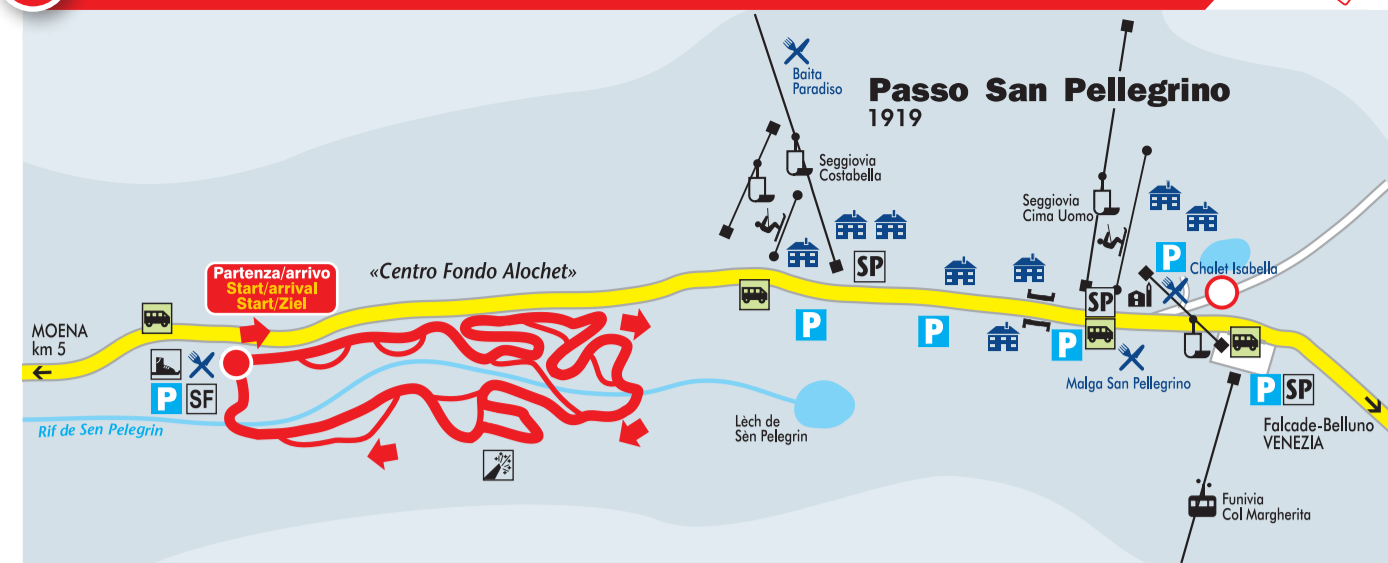 Baita
Paradiso
Passo San Pellegrino
1919
Seggiovia
Costabella
Seggiovia
Cima Uomo
P
Chalet Isabella
«Centro Fondo Alochet»
Partenza/arrivo
Start/arrival
Start/Ziel
SP
SP
MOENA
km 5
P
P
P
Malga San Pellegrino
P
SF
P
SP
Rif de Sen Pelegrin
Lèch de
Sèn Pelegrin
Falcade-Belluno
VENEZIA
Funivia
Col Margherita